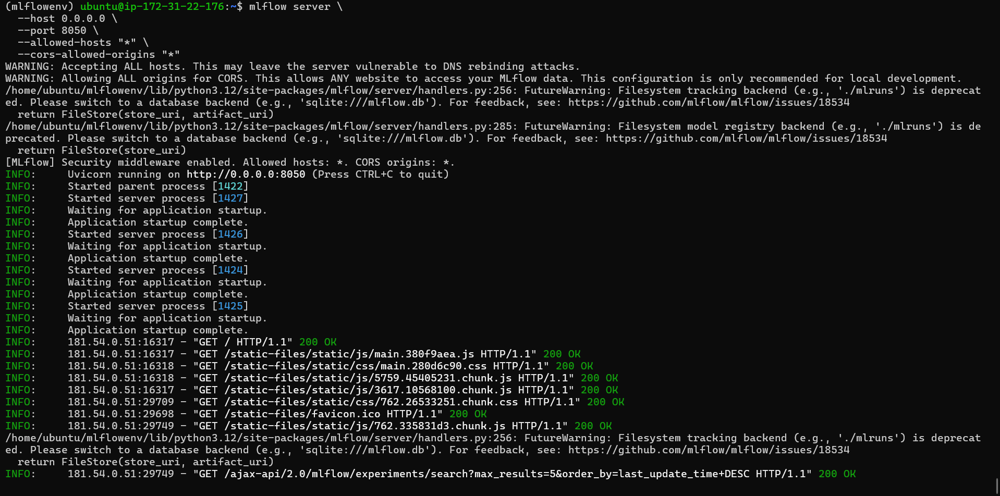 (mlflowenv) ubuntu@ip-172-31-22-176:~$ mlflow server \
  --host 0.0.0.0 \
  --port 8050 \
  --allowed-hosts "*" \
  --cors-allowed-origins "*"
WARNING: Accepting ALL hosts. This may leave the server vulnerable to DNS rebinding attacks.
WARNING: Allowing ALL origins for CORS. This allows ANY website to access your MLflow data. This configuration is only recommended for local development.
/home/ubuntu/mlflowenv/lib/python3.12/site-packages/mlflow/server/handlers.py:256: FutureWarning: Filesystem tracking backend (e.g., './mlruns') is deprecat
ed. Please switch to a database backend (e.g., 'sqlite:///mlflow.db'). For feedback, see: https://github.com/mlflow/mlflow/issues/18534
  return FileStore(store_uri, artifact_uri)
/home/ubuntu/mlflowenv/lib/python3.12/site-packages/mlflow/server/handlers.py:285: FutureWarning: Filesystem model registry backend (e.g., './mlruns') is de
precated. Please switch to a database backend (e.g., 'sqlite:///mlflow.db'). For feedback, see: https://github.com/mlflow/mlflow/issues/18534
  return FileStore(store_uri)
[MLflow] Security middleware enabled. Allowed hosts: *. CORS origins: *.
INFO:     Uvicorn running on http://0.0.0.0:8050 (Press CTRL+C to quit)
INFO:     Started parent process [1422]
INFO:     Started server process [1427]
INFO:     Waiting for application startup.
INFO:     Application startup complete.
INFO:     Started server process [1426]
INFO:     Waiting for application startup.
INFO:     Application startup complete.
INFO:     Started server process [1424]
INFO:     Waiting for application startup.
INFO:     Application startup complete.
INFO:     Started server process [1425]
INFO:     Waiting for application startup.
INFO:     Application startup complete.
INFO:     181.54.0.51:16317 - "GET / HTTP/1.1" 200 OK
INFO:     181.54.0.51:16317 - "GET /static-files/static/js/main.380f9aea.js HTTP/1.1" 200 OK
INFO:     181.54.0.51:16318 - "GET /static-files/static/css/main.280d6c90.css HTTP/1.1" 200 OK
INFO:     181.54.0.51:16318 - "GET /static-files/static/js/5759.45405231.chunk.js HTTP/1.1" 200 OK
INFO:     181.54.0.51:16317 - "GET /static-files/static/js/3617.10568100.chunk.js HTTP/1.1" 200 OK
INFO:     181.54.0.51:29709 - "GET /static-files/static/css/762.26533251.chunk.css HTTP/1.1" 200 OK
INFO:     181.54.0.51:29698 - "GET /static-files/favicon.ico HTTP/1.1" 200 OK
INFO:     181.54.0.51:29749 - "GET /static-files/static/js/762.335831d3.chunk.js HTTP/1.1" 200 OK
/home/ubuntu/mlflowenv/lib/python3.12/site-packages/mlflow/server/handlers.py:256: FutureWarning: Filesystem tracking backend (e.g., './mlruns') is deprecat
ed. Please switch to a database backend (e.g., 'sqlite:///mlflow.db'). For feedback, see: https://github.com/mlflow/mlflow/issues/18534
  return FileStore(store_uri, artifact_uri)
INFO:     181.54.0.51:29749 - "GET /ajax-api/2.0/mlflow/experiments/search?max_results=5&order_by=last_update_time+DESC HTTP/1.1" 200 OK